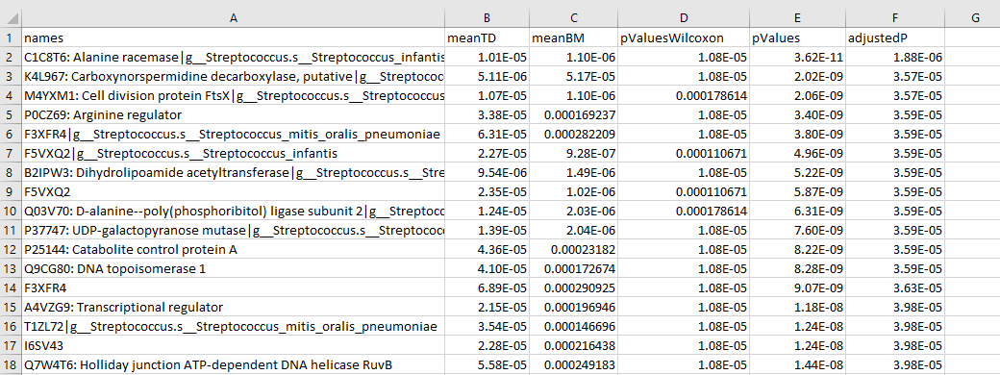 A B C D E F G
1 names meanTD meanBM pValuesWilcoxon pValues adjustedP
2 C1C8T6: Alanine racemase|g__Streptococcus.s__Streptococcus_infantis 1.01E-05 1.10E-06 1.08E-05 3.62E-11 1.88E-06
3 K4L967: Carboxynorspermidine decarboxylase, putative|g__Streptoco 5.11E-06 5.17E-05 1.08E-05 2.02E-09 3.57E-05
4 M4YXM1: Cell division protein FtsX|g__Streptococcus.s__Streptococcus 1.07E-05 1.10E-06 0.000178614 2.06E-09 3.57E-05
5 P0CZ69: Arginine regulator 3.38E-05 0.000169237 1.08E-05 3.40E-09 3.59E-05
6 F3XFR4|g__Streptococcus.s__Streptococcus_mitis_oralis_pneumoniae 6.31E-05 0.000282209 1.08E-05 3.80E-09 3.59E-05
7 F5VXQ2|g__Streptococcus.s__Streptococcus_infantis 2.27E-05 9.28E-07 0.000110671 4.96E-09 3.59E-05
8 B2IPW3: Dihydrolipoamide acetyltransferase|g__Streptococcus.s__Stre 9.54E-06 1.49E-06 1.08E-05 5.22E-09 3.59E-05
9 F5VXQ2 2.35E-05 1.02E-06 0.000110671 5.87E-09 3.59E-05
10 Q03V70: D-alanine--poly(phosphoribitol) ligase subunit 2|g__Streptoco 1.24E-05 2.03E-06 0.000178614 6.31E-09 3.59E-05
11 P37747: UDP-galactopyranose mutase|g__Streptococcus.s__Streptoco 1.39E-05 2.04E-06 1.08E-05 7.60E-09 3.59E-05
12 P25144: Catabolite control protein A 4.36E-05 0.00023182 1.08E-05 8.22E-09 3.59E-05
13 Q9CG80: DNA topoisomerase 1 4.10E-05 0.000172674 1.08E-05 8.28E-09 3.59E-05
14 F3XFR4 6.89E-05 0.000290925 1.08E-05 9.07E-09 3.63E-05
15 A4VZG9: Transcriptional regulator 2.15E-05 0.000196946 1.08E-05 1.18E-08 3.98E-05
16 T1ZL72|g__Streptococcus.s__Streptococcus_mitis_oralis_pneumoniae 3.54E-05 0.000146696 1.08E-05 1.24E-08 3.98E-05
17 I6SV43 2.28E-05 0.000216438 1.08E-05 1.24E-08 3.98E-05
18 Q7W4T6: Holliday junction ATP-dependent DNA helicase RuvB 5.58E-05 0.000249183 1.08E-05 1.44E-08 3.98E-05